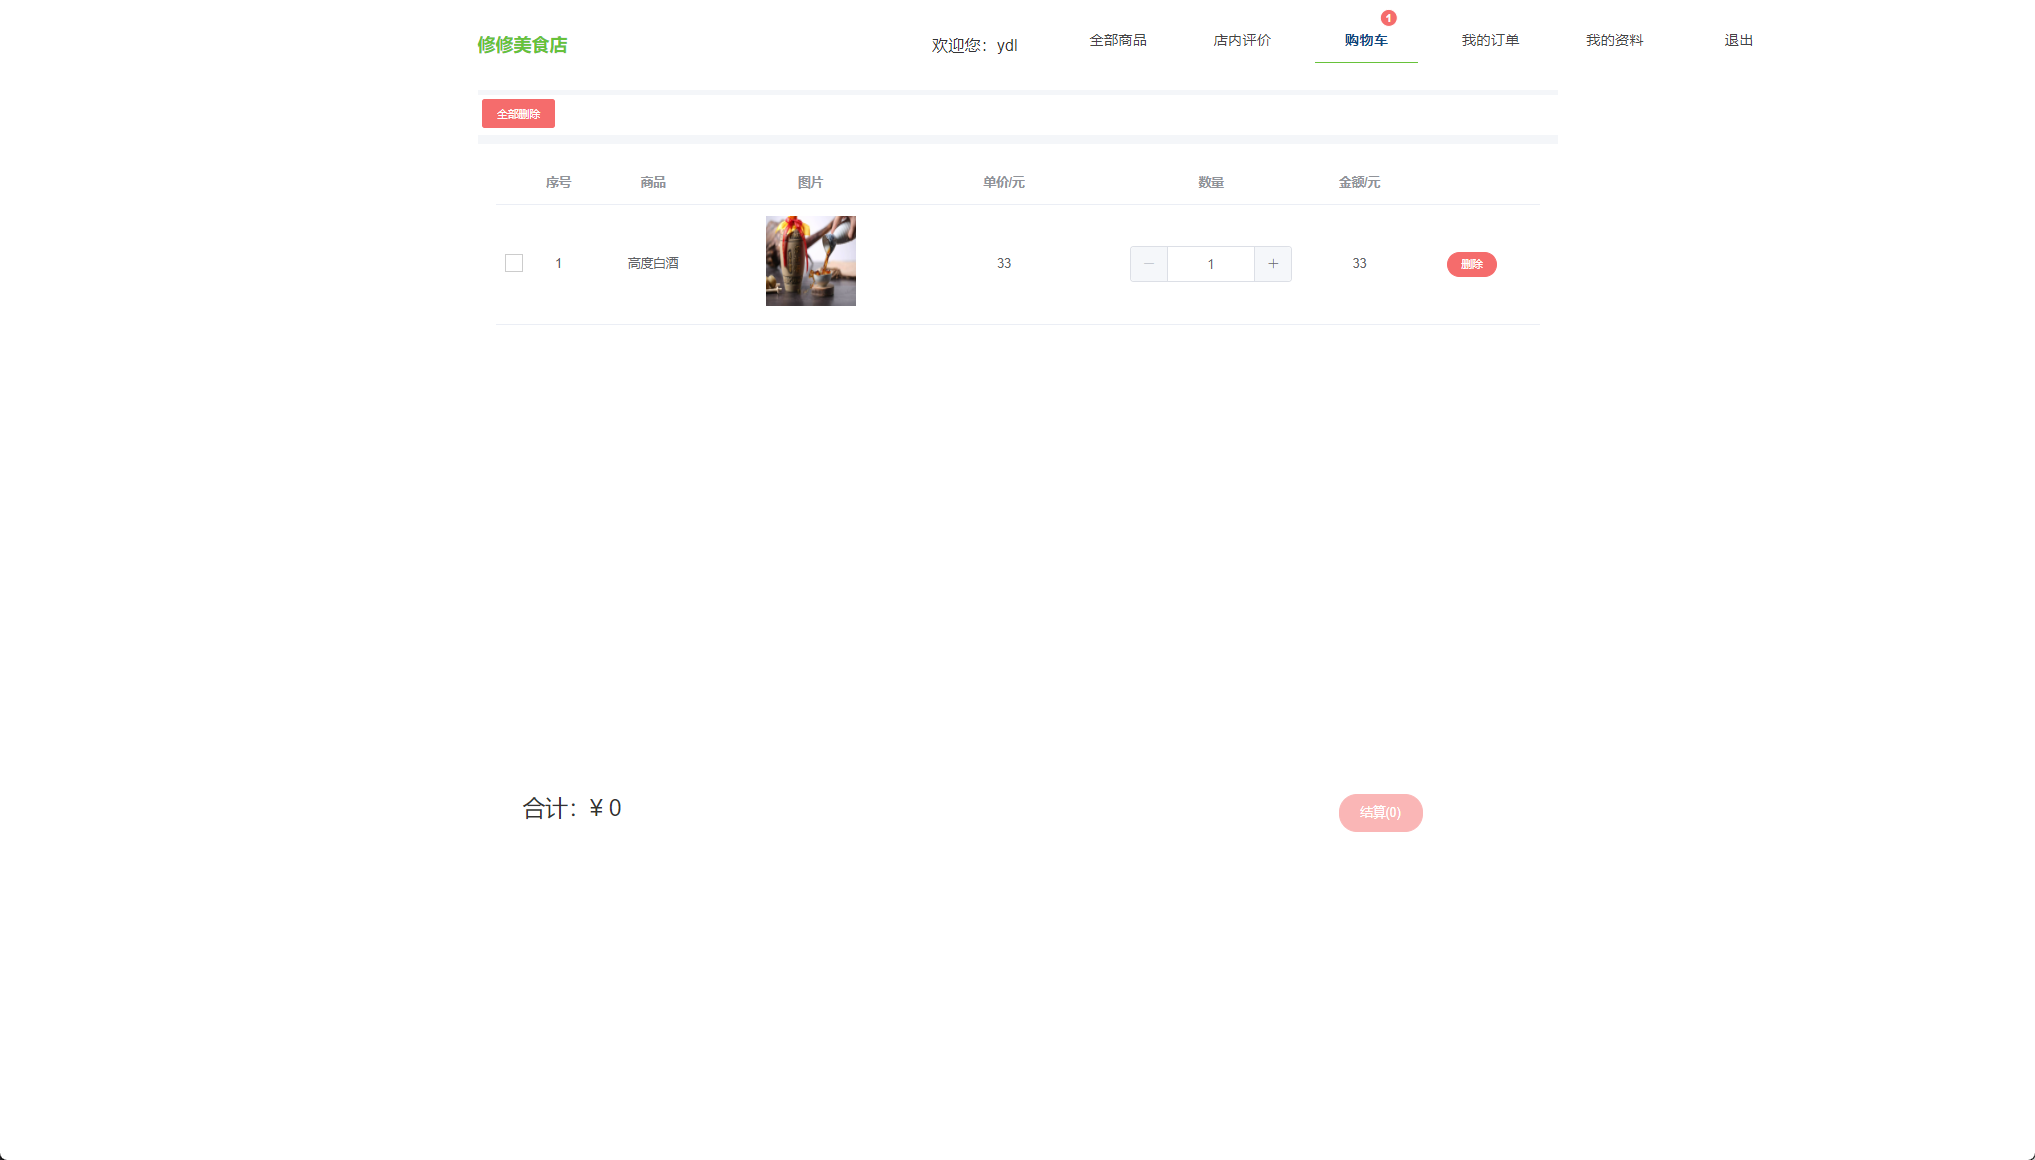 修修美食店
欢迎您：ydl
全部商品
店内评价
购物车
1
我的订单
我的资料
退出
全部删除
序号 商品 图片 单价/元 数量 金额/元
1 高度白酒 33 1 33 删除
合计：¥ 0
结算(0)